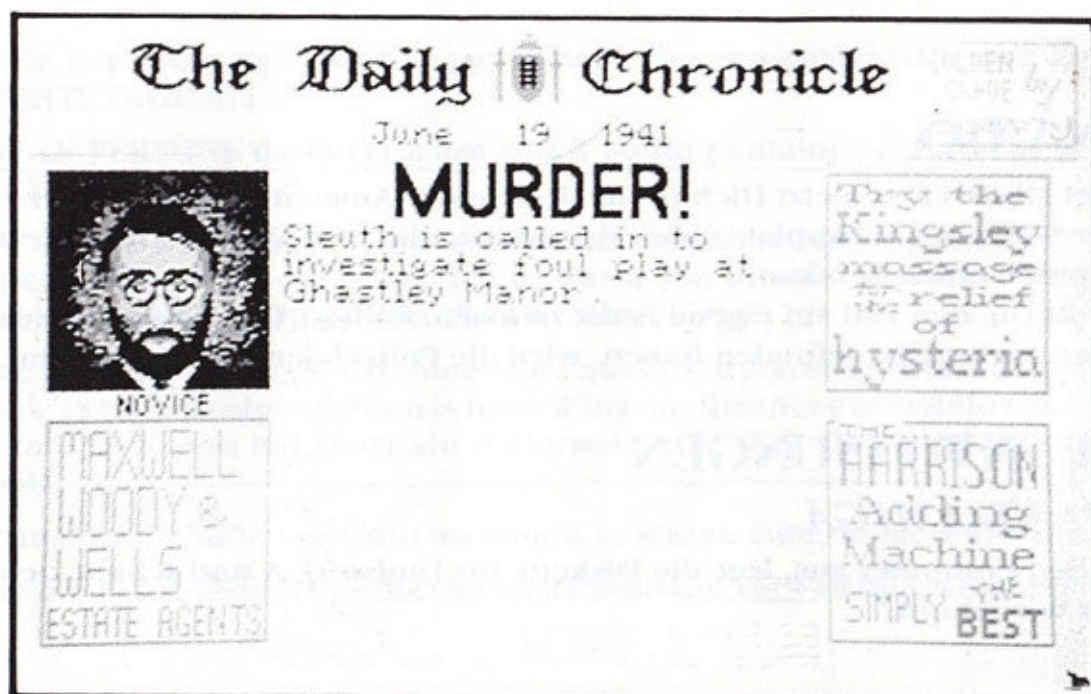 The Daily Chronicle
June 19 1941
MURDER!
Sleuth is called in to
investigate foul play at
Ghastley Manor.
NOVICE
MAXWELL
WOODY &
WELLS
ESTATE AGENTS
Try the
Kingsley
massage
for relief
of
hysteria
THE
HARRISON
Adding
Machine
SIMPLY THE BEST